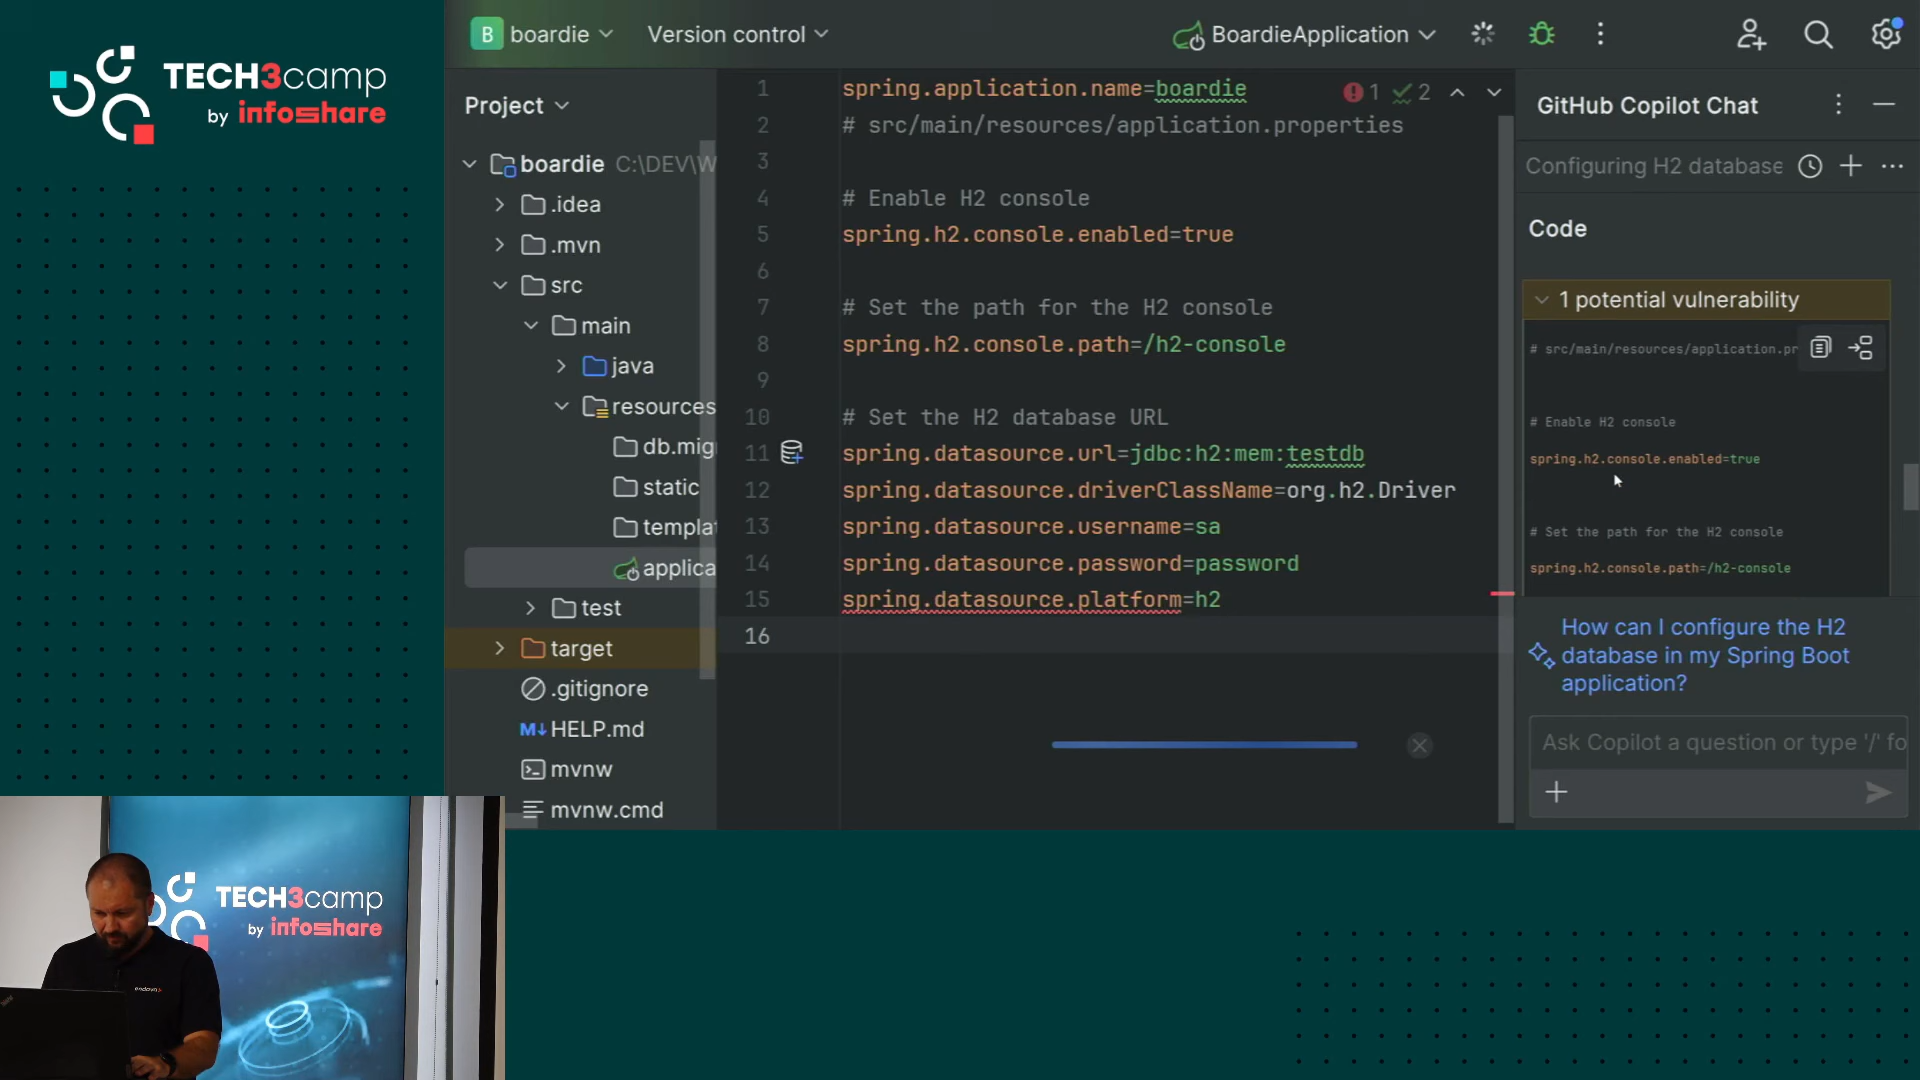 TECH3camp
by infoshare
B boardie
Version control
BoardieApplication
Project
boardie C:\DEV\W
.idea
.mvn
src
main
java
resources
db.mig
static
templa
applica
test
target
.gitignore
M↓ HELP.md
mvnw
mvnw.cmd
1 spring.application.name=boardie
1 2
2 # src/main/resources/application.properties
3
4 # Enable H2 console
5 spring.h2.console.enabled=true
6
7 # Set the path for the H2 console
8 spring.h2.console.path=/h2-console
9
10 # Set the H2 database URL
11 spring.datasource.url=jdbc:h2:mem:testdb
12 spring.datasource.driverClassName=org.h2.Driver
13 spring.datasource.username=sa
14 spring.datasource.password=password
15 spring.datasource.platform=h2
16
GitHub Copilot Chat
Configuring H2 database
Code
1 potential vulnerability
# src/main/resources/application.pr
# Enable H2 console
spring.h2.console.enabled=true
# Set the path for the H2 console
spring.h2.console.path=/h2-console
How can I configure the H2
database in my Spring Boot
application?
Ask Copilot a question or type '/' fo
TECH3camp
by infoshare
endava